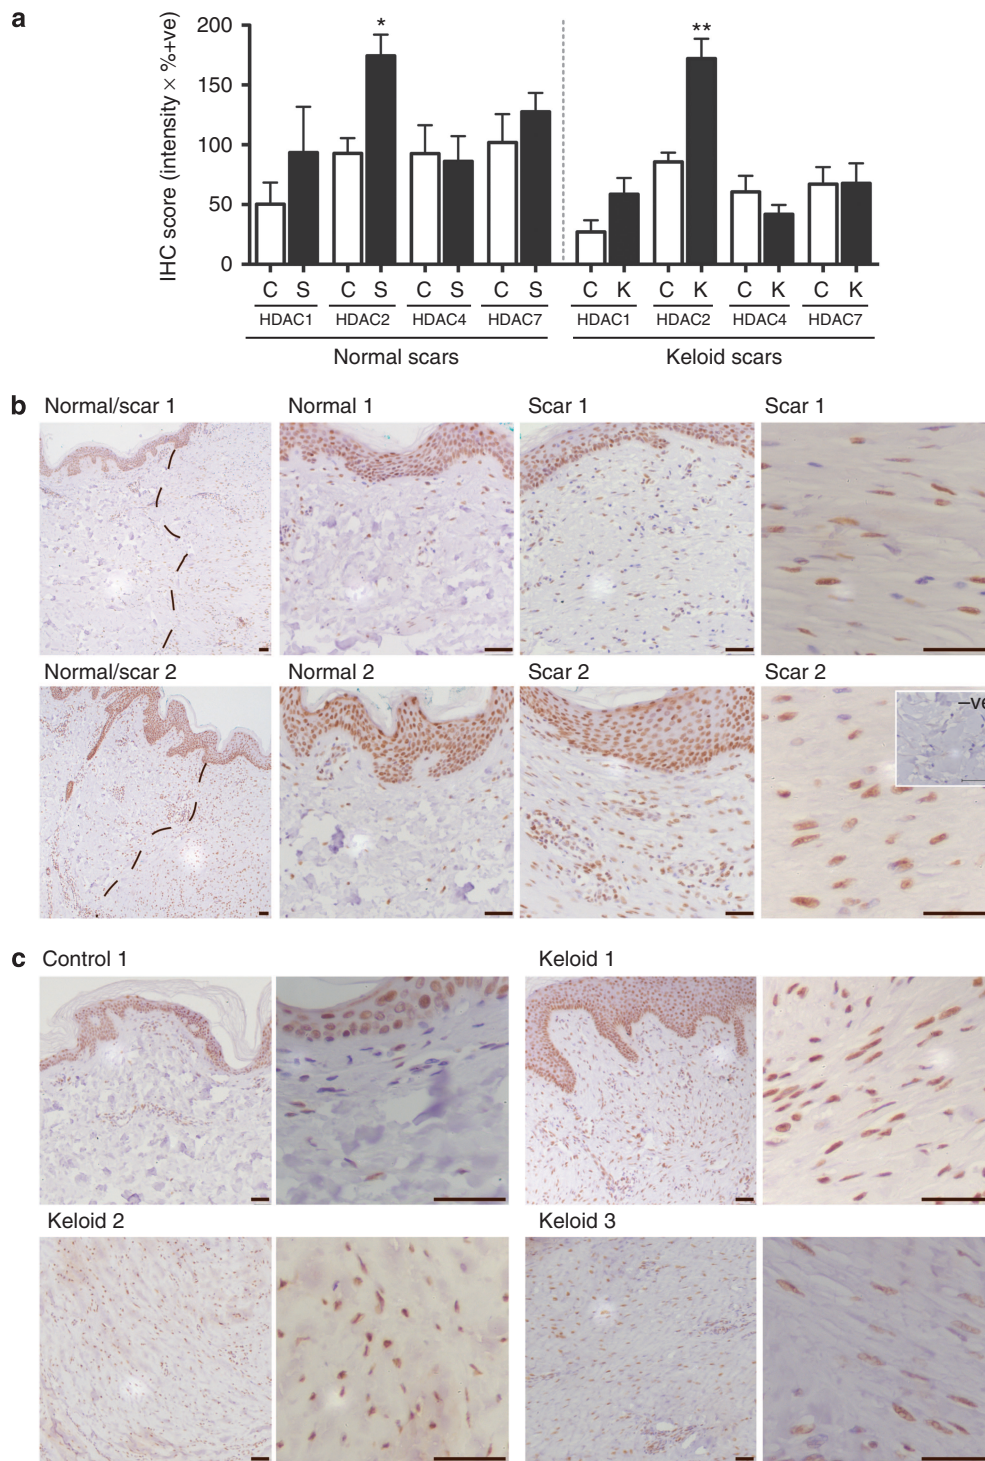 a
IHC score (intensity × %+ve)
200
150
100
50
0
*
**
C S C S C S C S C K C K C K C K
HDAC1 HDAC2 HDAC4 HDAC7 HDAC1 HDAC2 HDAC4 HDAC7
Normal scars Keloid scars
b
Normal/scar 1 Normal 1 Scar 1 Scar 1
Normal/scar 2 Normal 2 Scar 2 Scar 2
–ve
c
Control 1 Keloid 1
Keloid 2 Keloid 3